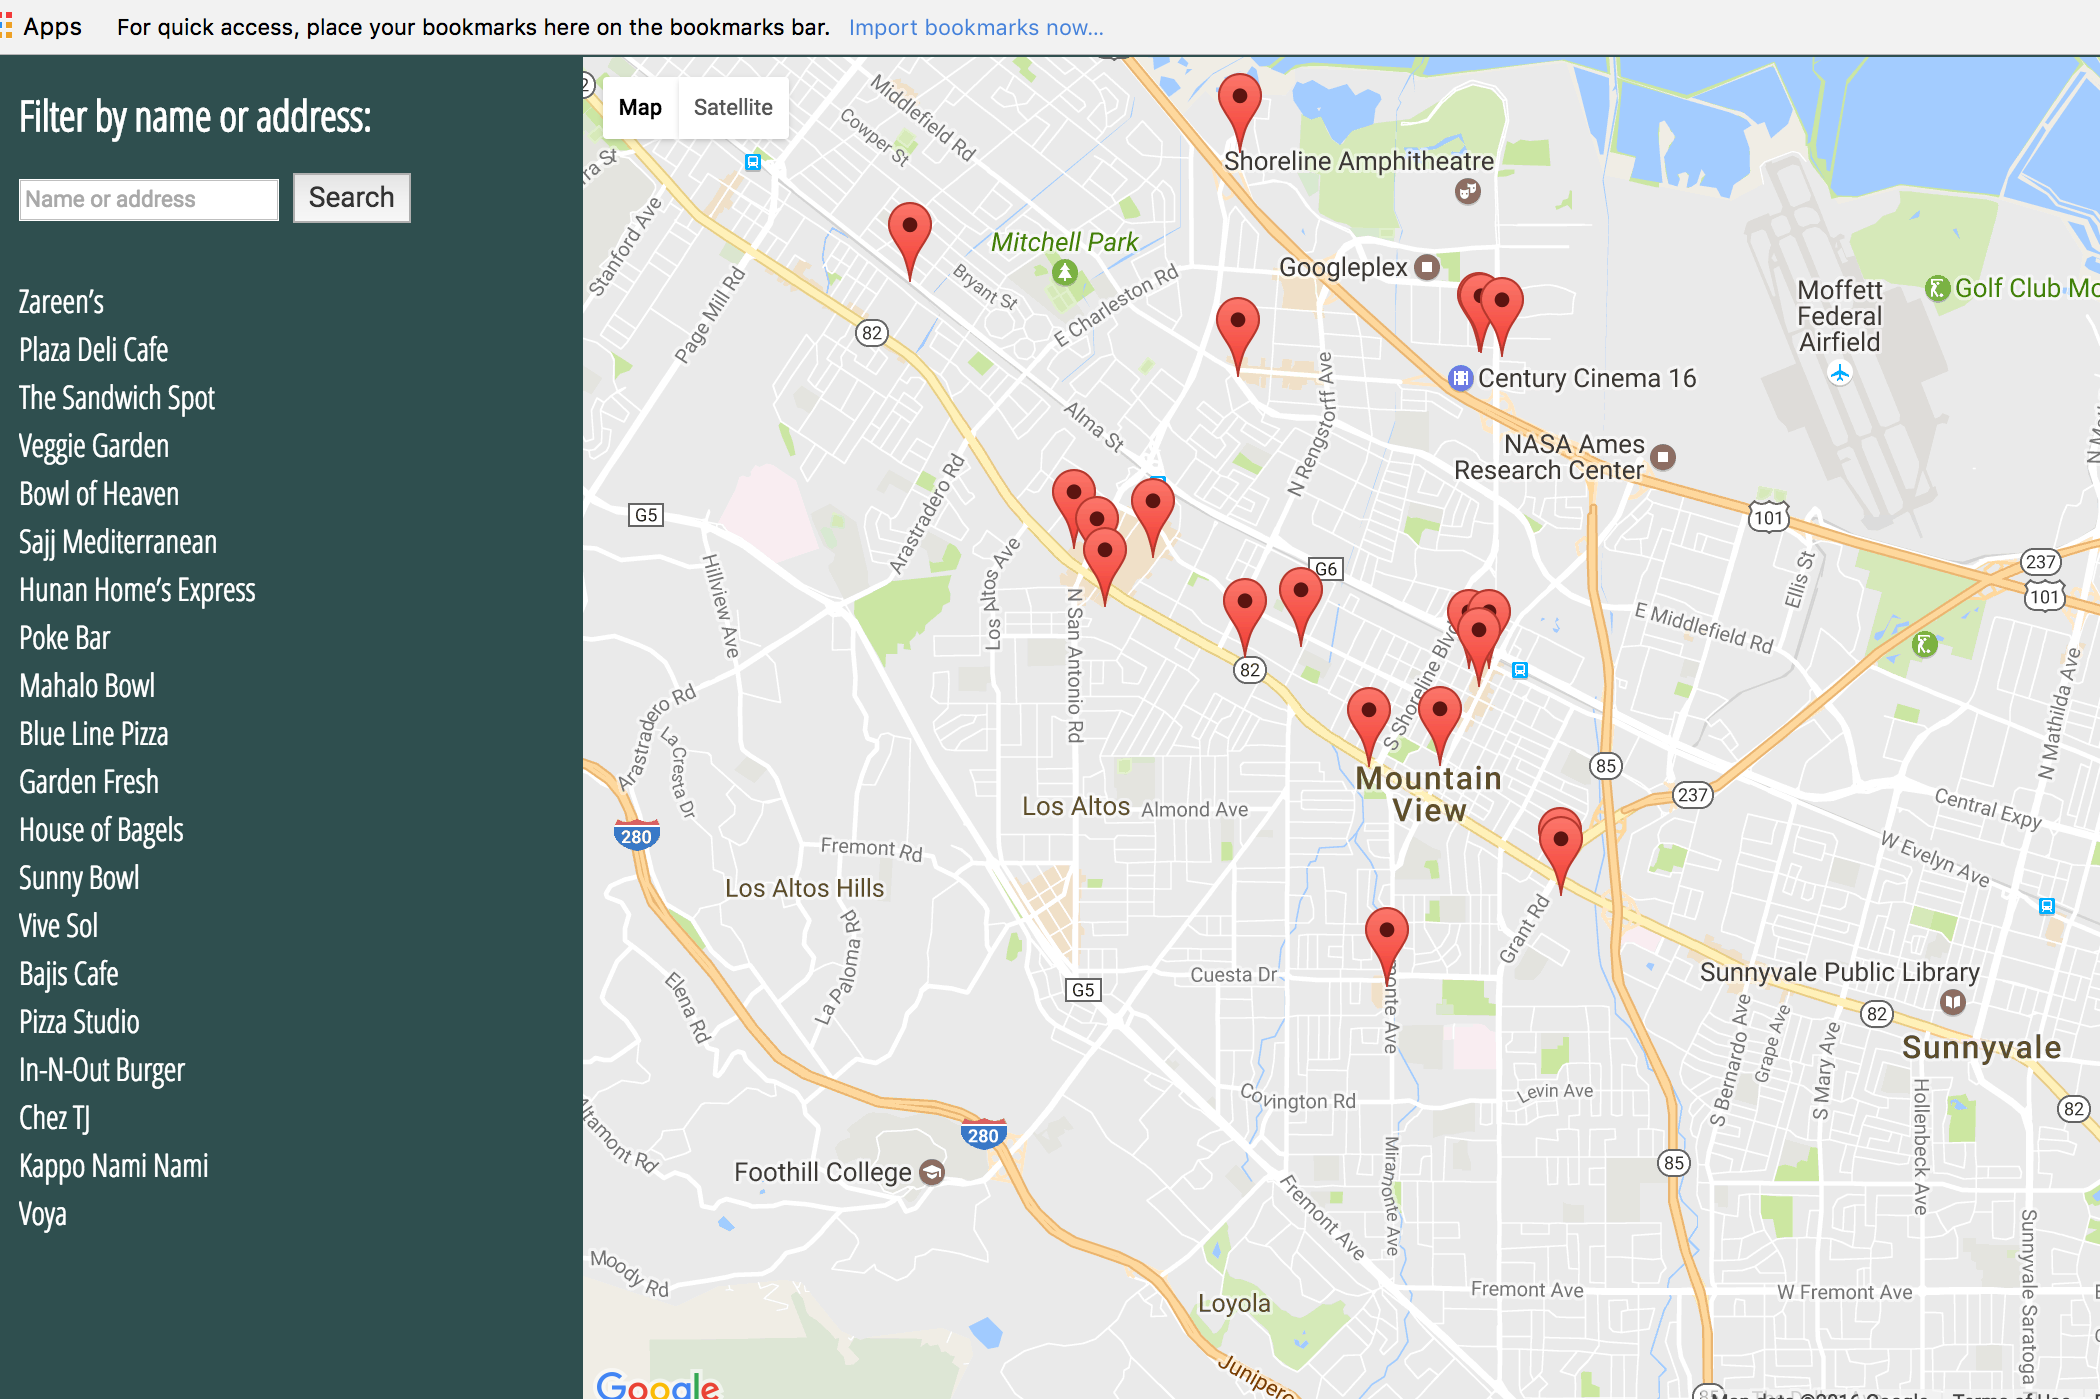 Apps For quick access, place your bookmarks here on the bookmarks bar. Import bookmarks now...
Filter by name or address:
Name or address
Search
Zareen's
Plaza Deli Cafe
The Sandwich Spot
Veggie Garden
Bowl of Heaven
Sajj Mediterranean
Hunan Home's Express
Poke Bar
Mahalo Bowl
Blue Line Pizza
Garden Fresh
House of Bagels
Sunny Bowl
Vive Sol
Bajis Cafe
Pizza Studio
In-N-Out Burger
Chez TJ
Kappo Nami Nami
Voya
Map Satellite
Middlefield Rd
Cowper St
Stanford Ave
Page Mill Rd
Mitchell Park
Bryant St
E Charleston Rd
82
Shoreline Amphitheatre
Googleplex
Century Cinema 16
Moffett
Federal
Airfield
Golf Club Mo
NASA Ames
Research Center
N Rengstorff Ave
Alma St
Arastradero Rd
G5
101
237
101
Ellis St
G6
E Middlefield Rd
Hillview Ave
Los Altos Ave
N San Antonio Rd
82
S Shoreline Blvd
N Mathilda Ave
Arastradero Rd
La Cresta Dr
Mountain
View
85
237
Central Expy
W Evelyn Ave
Los Altos
Almond Ave
280
Fremont Rd
Los Altos Hills
La Paloma Rd
Elena Rd
G5
Cuesta Dr
Grant Rd
Sunnyvale Public Library
82
Sunnyvale
S Bernardo Ave
Grape Ave
S Mary Ave
Hollenbeck Ave
82
monte Ave
Covington Rd
Levin Ave
85
280
Foothill College
Altamont Rd
Miramonte Ave
Fremont Ave
Moody Rd
Loyola
Fremont Ave
W Fremont Ave
Sunnyvale Saratoga
Junipero
Google
85
Map data ©2016 Google
Terms of Use